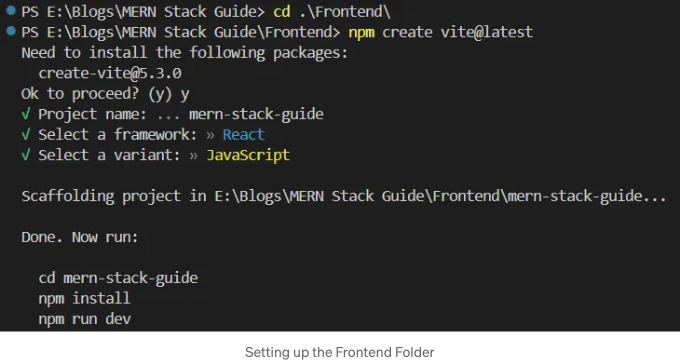 PS E:\Blogs\MERN Stack Guide> cd .\Frontend\
PS E:\Blogs\MERN Stack Guide\Frontend> npm create vite@latest
Need to install the following packages:
  create-vite@5.3.0
Ok to proceed? (y) y
√ Project name: ... mern-stack-guide
√ Select a framework: » React
√ Select a variant: » JavaScript
Scaffolding project in E:\Blogs\MERN Stack Guide\Frontend\mern-stack-guide...
Done. Now run:
  cd mern-stack-guide
  npm install
  npm run dev
Setting up the Frontend Folder